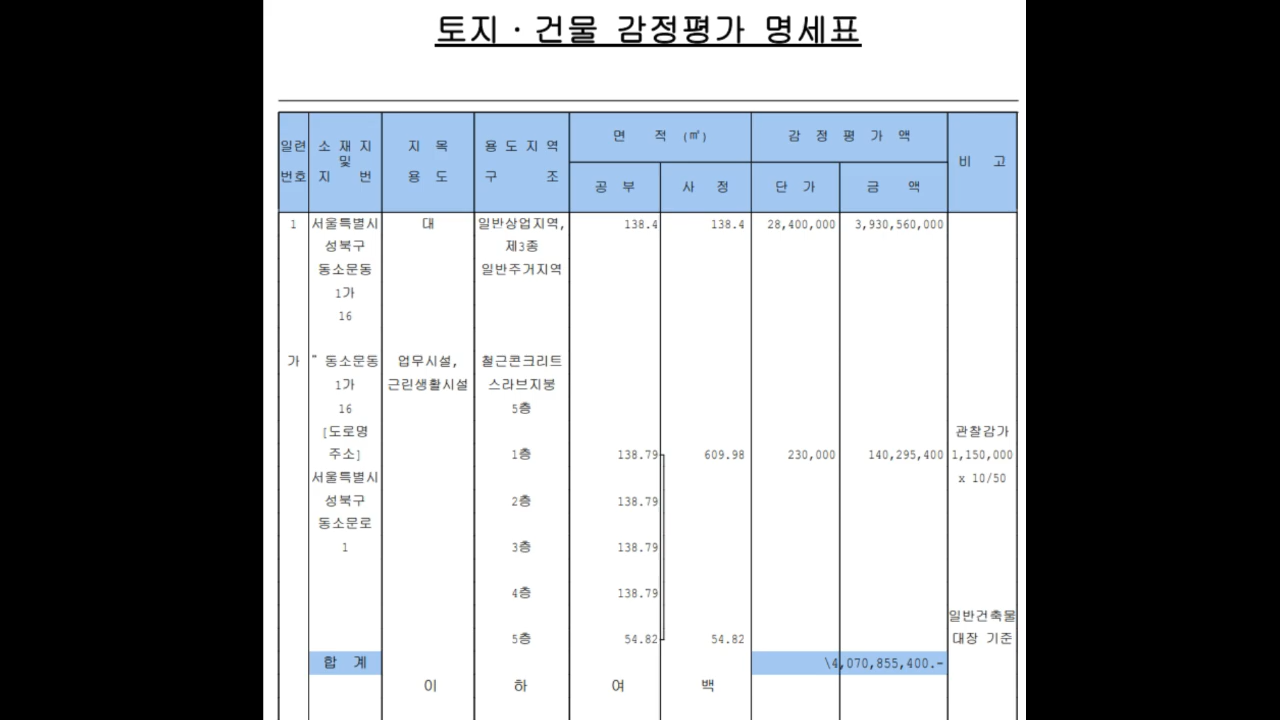 토지 · 건물 감정평가 명세표
일련 번호 소재지 및 지번 지목 용도 용도지역 구조 면 적 (㎡) 감 정 평 가 액 비 고
공 부 사 정 단 가 금 액
1 서울특별시 대 일반상업지역, 138.4 138.4 28,400,000 3,930,560,000
성북구 제3종
동소문동 일반주거지역
1가
16
가 " 동소문동 업무시설, 철근콘크리트
1가 근린생활시설 스라브지붕
16 5층
[도로명 관찰감가
주소] 1층 138.79 609.98 230,000 140,295,400 1,150,000
서울특별시 x 10/50
성북구 2층 138.79
동소문로
1 3층 138.79
4층 138.79
일반건축물
5층 54.82 54.82 대장 기준
합 계 \4,070,855,400.-
이 하 여 백